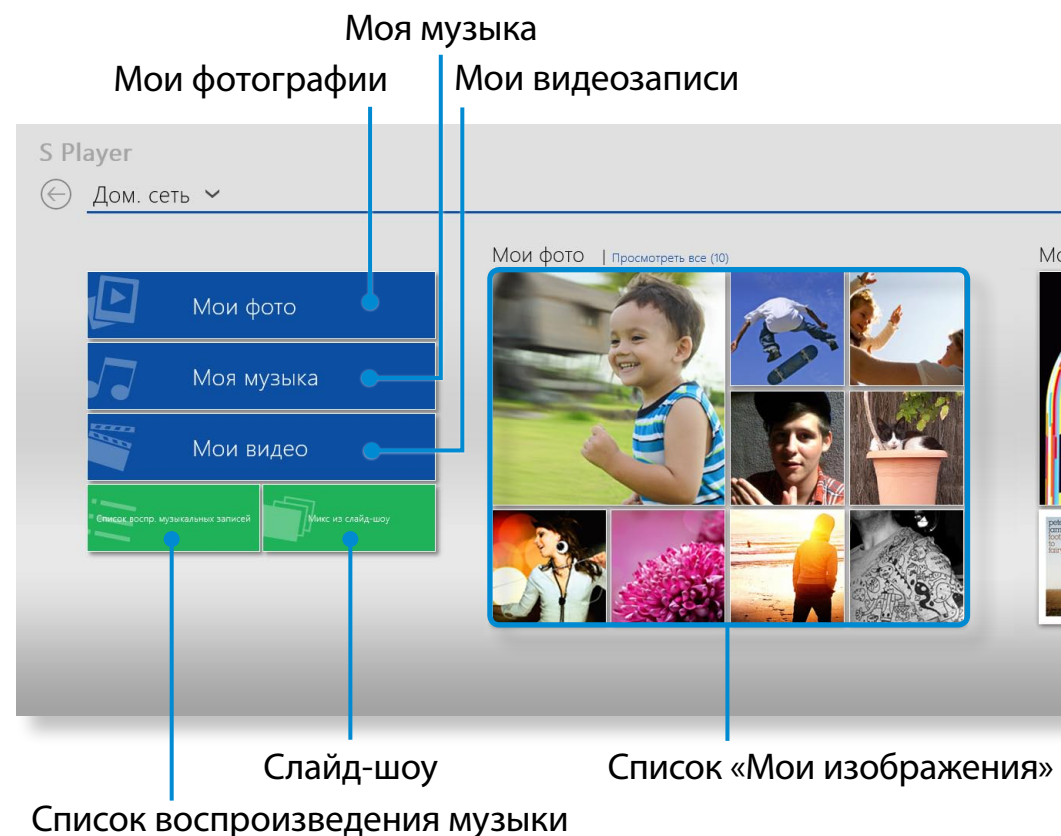 Моя музыка
Мои фотографии
Мои видеозаписи
S Player
Дом. сеть
Мои фото | Просмотреть все (10)
Мои фото
Моя музыка
Мои видео
Список воспр. музыкальных записей
Микс из слайд-шоу
Слайд-шоу
Список «Мои изображения»
Список воспроизведения музыки